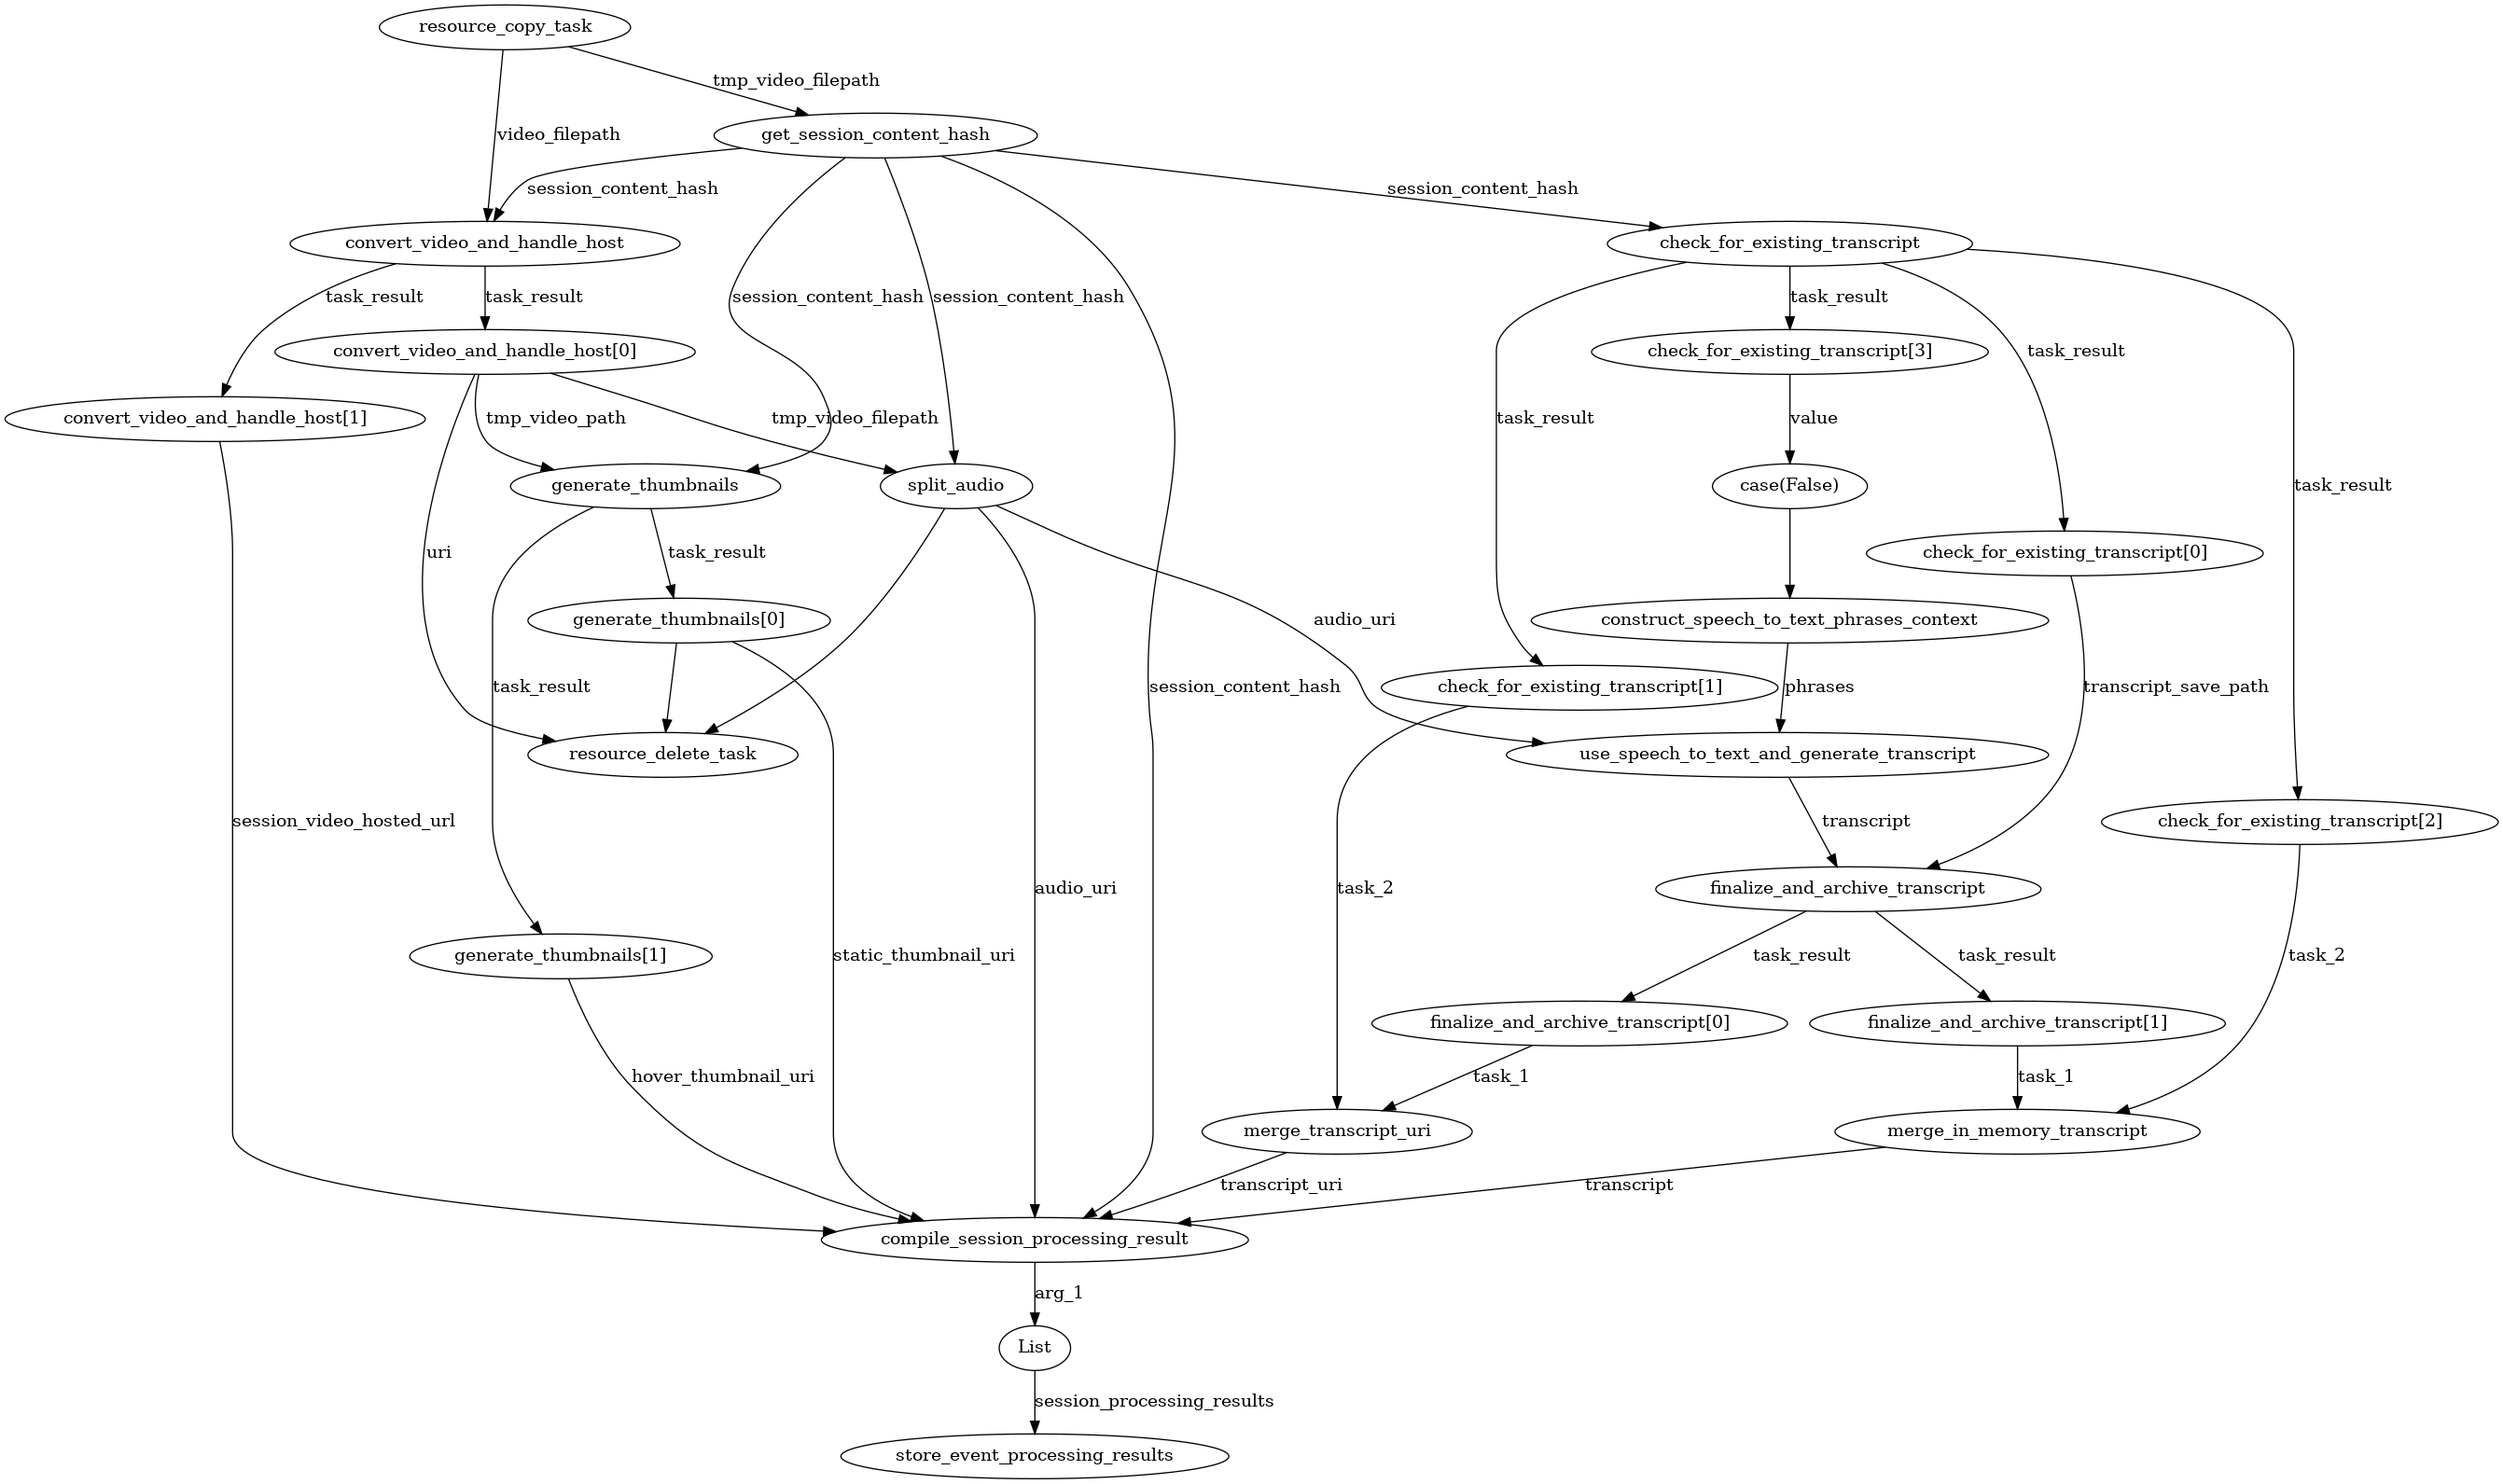 resource_copy_task
tmp_video_filepath
video_filepath
get_session_content_hash
session_content_hash
session_content_hash
convert_video_and_handle_host
check_for_existing_transcript
task_result
task_result
session_content_hash
session_content_hash
task_result
task_result
convert_video_and_handle_host[0]
check_for_existing_transcript[3]
convert_video_and_handle_host[1]
tmp_video_path
tmp_video_filepath
task_result
value
generate_thumbnails
split_audio
case(False)
task_result
uri
task_result
check_for_existing_transcript[0]
generate_thumbnails[0]
audio_uri
construct_speech_to_text_phrases_context
task_result
session_content_hash
check_for_existing_transcript[1]
phrases
transcript_save_path
resource_delete_task
use_speech_to_text_and_generate_transcript
session_video_hosted_url
transcript
check_for_existing_transcript[2]
audio_uri
task_2
finalize_and_archive_transcript
generate_thumbnails[1]
static_thumbnail_uri
task_result
task_result
task_2
finalize_and_archive_transcript[0]
finalize_and_archive_transcript[1]
hover_thumbnail_uri
task_1
task_1
merge_transcript_uri
merge_in_memory_transcript
transcript_uri
transcript
compile_session_processing_result
arg_1
List
session_processing_results
store_event_processing_results